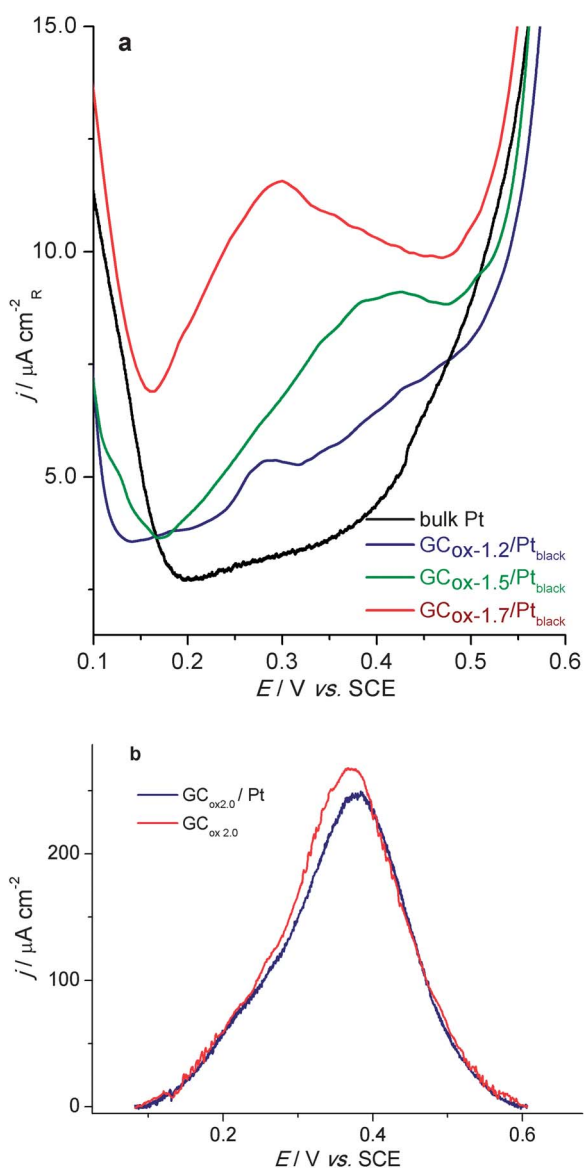 a
15.0
10.0
5.0
j / μA cm⁻²R
bulk Pt
GCox-1.2/Ptblack
GCox-1.5/Ptblack
GCox-1.7/Ptblack
0.1 0.2 0.3 0.4 0.5 0.6
E / V vs. SCE
b
GCox2.0 / Pt
GCox 2.0
200
100
0
j / μA cm⁻²
0.2 0.4 0.6
E / V vs. SCE